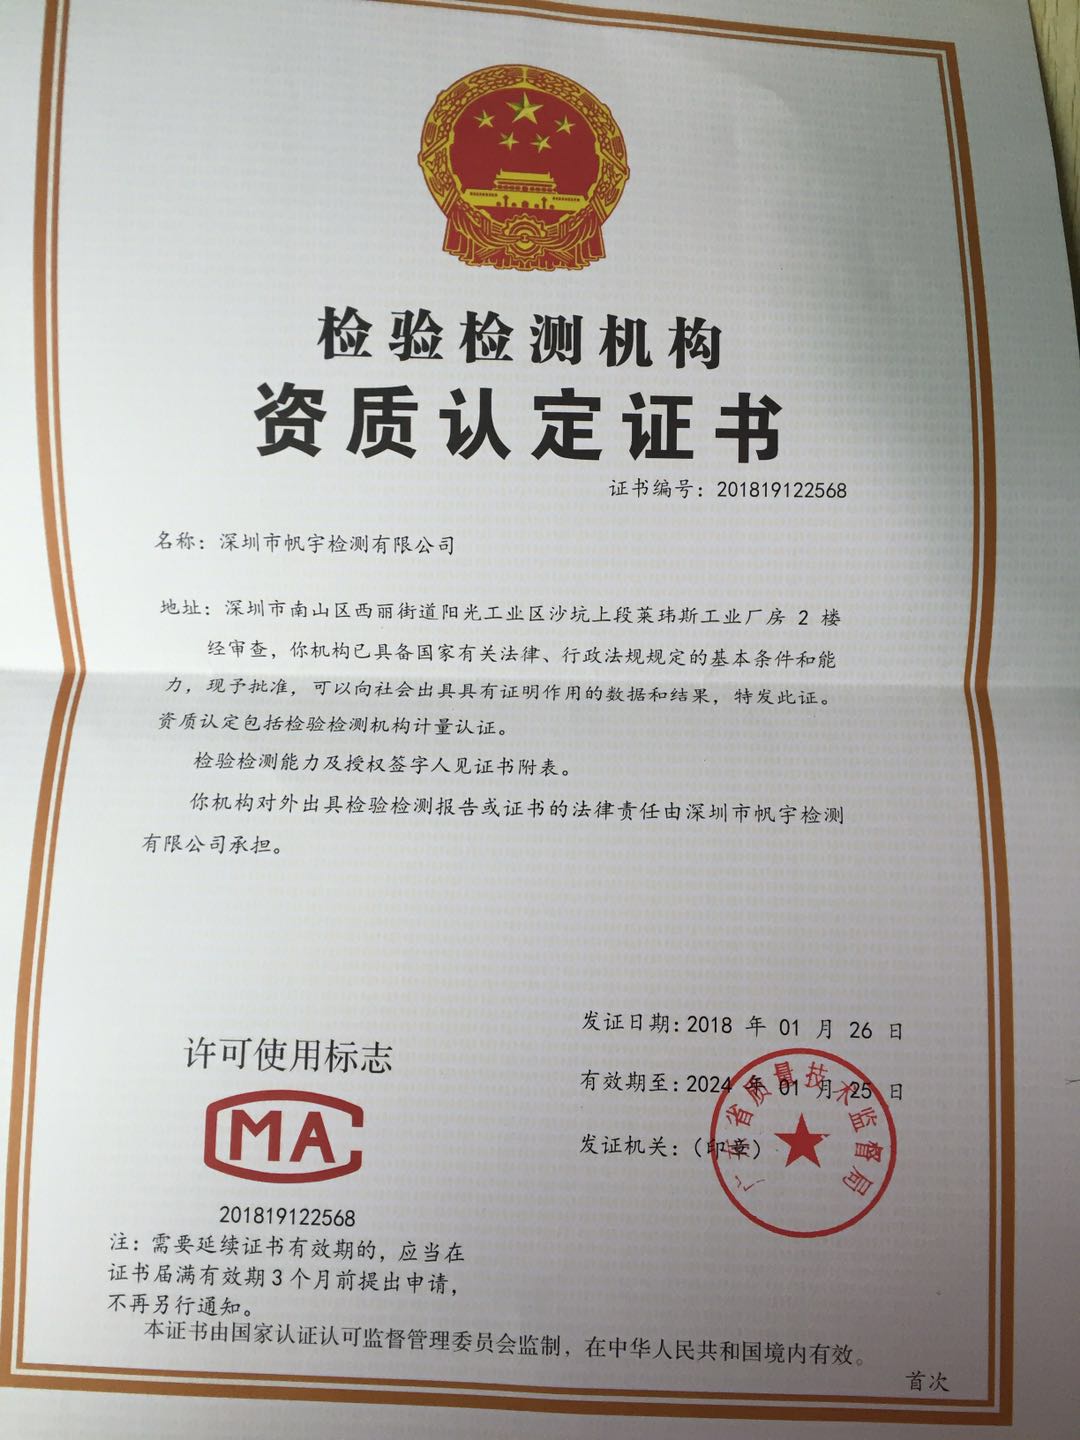 检验检测机构
资质认定证书
证书编号：201819122568
名称：深圳市帆宇检测有限公司
地址：深圳市南山区西丽街道阳光工业区沙坑上段莱玮斯工业厂房 2 楼
经审查，你机构已具备国家有关法律、行政法规规定的基本条件和能
力，现予批准，可以向社会出具具有证明作用的数据和结果，特发此证。
资质认定包括检验检测机构计量认证。
检验检测能力及授权签字人见证书附表。
你机构对外出具检验检测报告或证书的法律责任由深圳市帆宇检测
有限公司承担。
许可使用标志
MA
201819122568
发证日期：2018 年 01 月 26 日
有效期至：2024 年 01 月 25 日
发证机关：（印章）
广东省质量技术监督局
注：需要延续证书有效期的，应当在
证书届满有效期3个月前提出申请，
不再另行通知。
本证书由国家认证认可监督管理委员会监制，在中华人民共和国境内有效。
首次